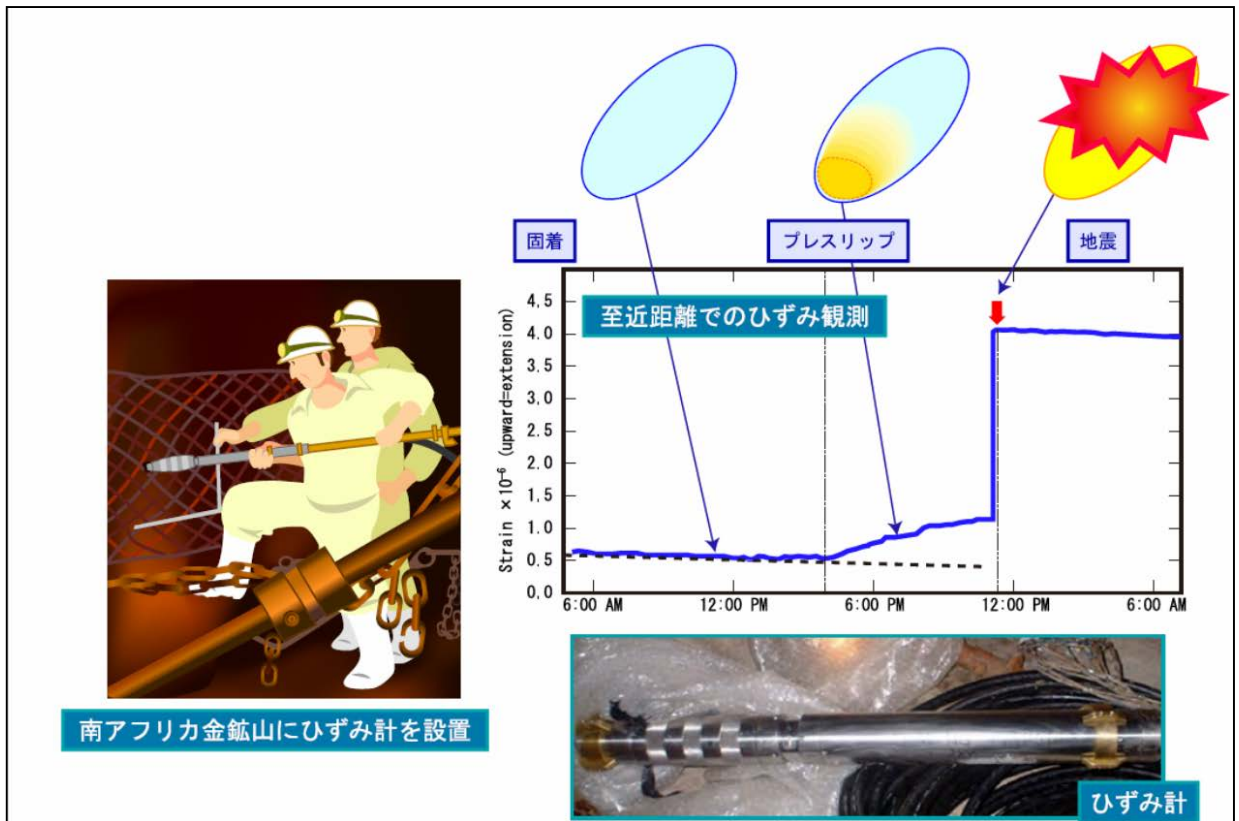 固着
プレスリップ
地震
至近距離でのひずみ観測
Strain ×10⁻⁶ (upward=extension)
4.5
4.0
3.5
3.0
2.5
2.0
1.5
1.0
0.5
0.0
6:00 AM
12:00 PM
6:00 PM
12:00 PM
6:00 AM
南アフリカ金鉱山にひずみ計を設置
ひずみ計